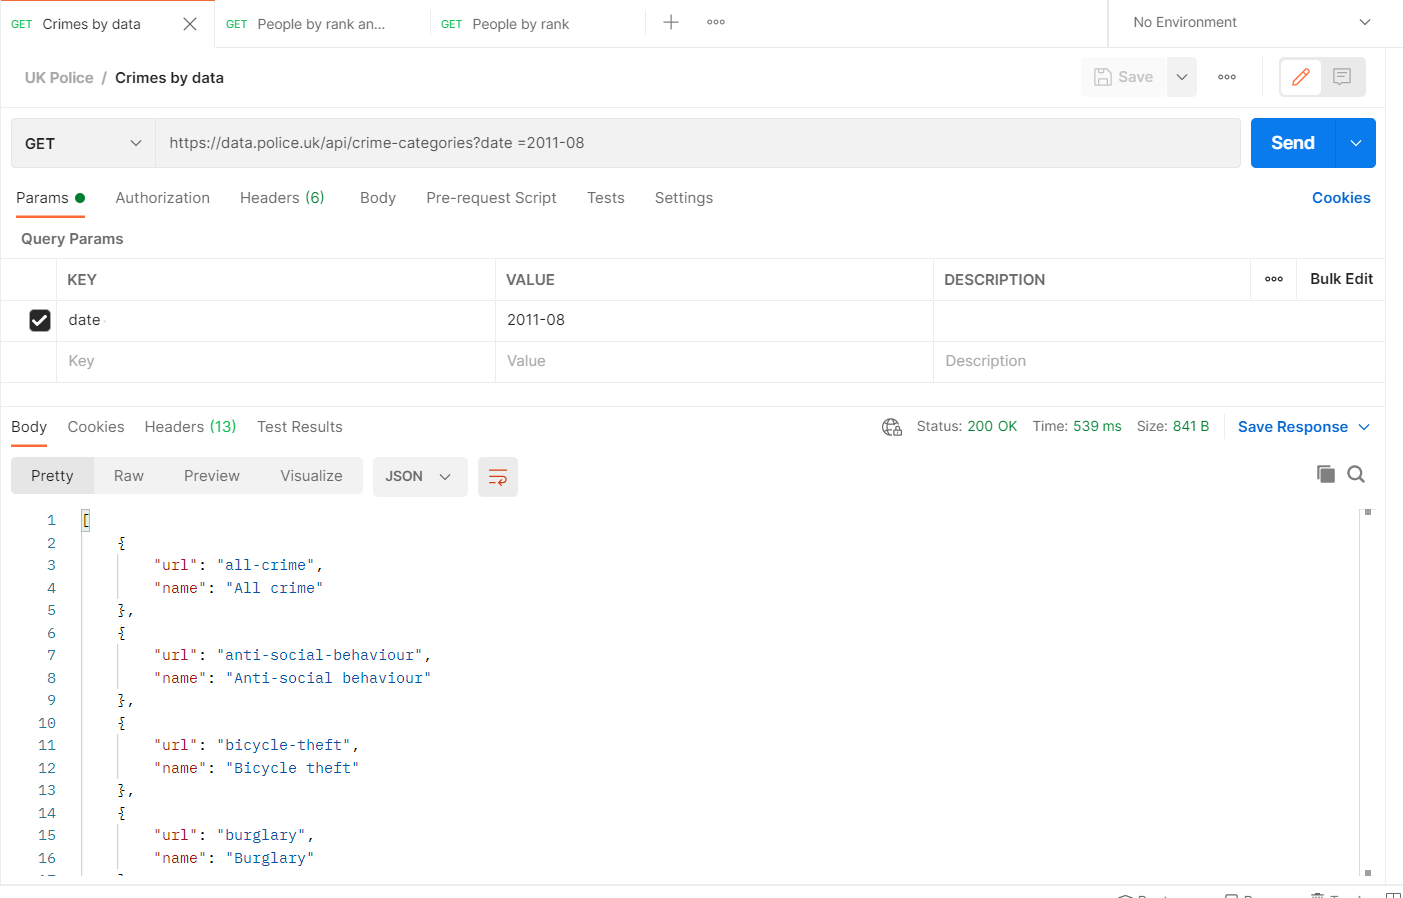 GET Crimes by data GET People by rank an... GET People by rank No Environment
UK Police / Crimes by data Save
GET https://data.police.uk/api/crime-categories?date =2011-08 Send
Params Authorization Headers (6) Body Pre-request Script Tests Settings Cookies
Query Params
KEY VALUE DESCRIPTION Bulk Edit
date 2011-08
Key Value Description
Body Cookies Headers (13) Test Results Status: 200 OK Time: 539 ms Size: 841 B Save Response
Pretty Raw Preview Visualize JSON
1 [
2 {
3 "url": "all-crime",
4 "name": "All crime"
5 },
6 {
7 "url": "anti-social-behaviour",
8 "name": "Anti-social behaviour"
9 },
10 {
11 "url": "bicycle-theft",
12 "name": "Bicycle theft"
13 },
14 {
15 "url": "burglary",
16 "name": "Burglary"